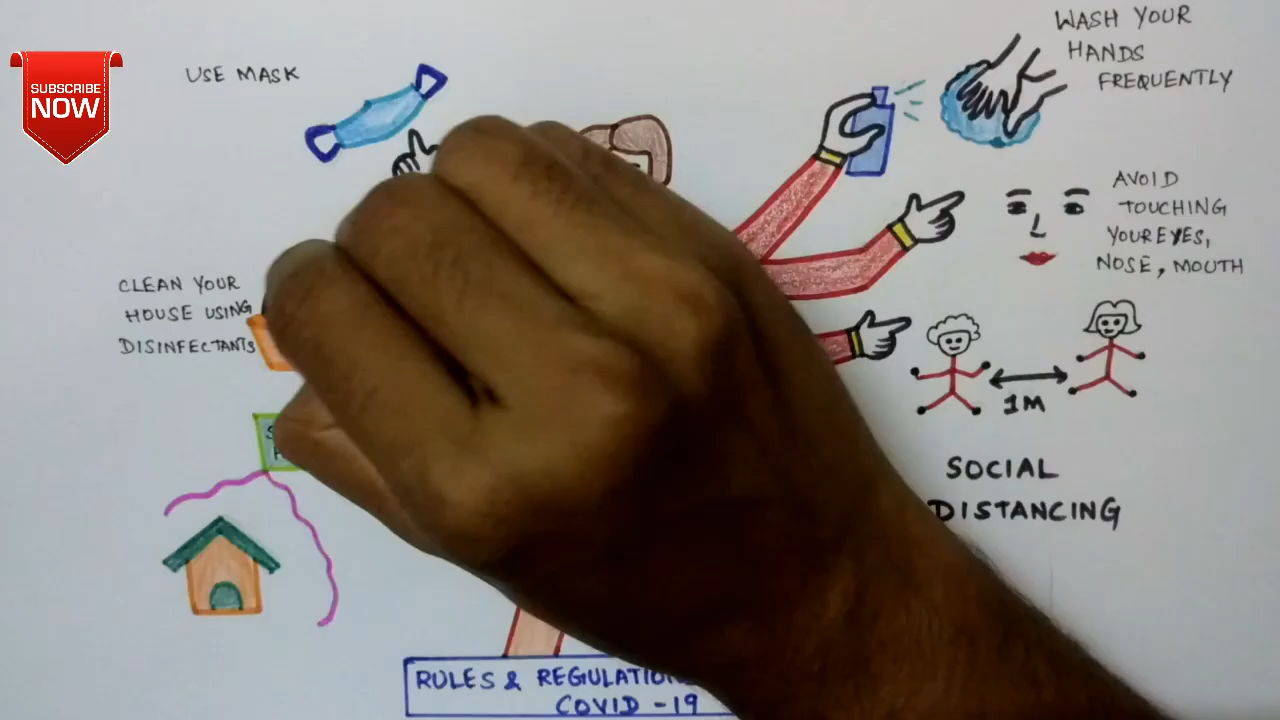 SUBSCRIBE
NOW
USE MASK
WASH YOUR
HANDS
FREQUENTLY
AVOID
TOUCHING
YOUR EYES,
NOSE, MOUTH
CLEAN YOUR
HOUSE USING
DISINFECTANTS
1M
SOCIAL
DISTANCING
RULES & REGULATION
COVID -19